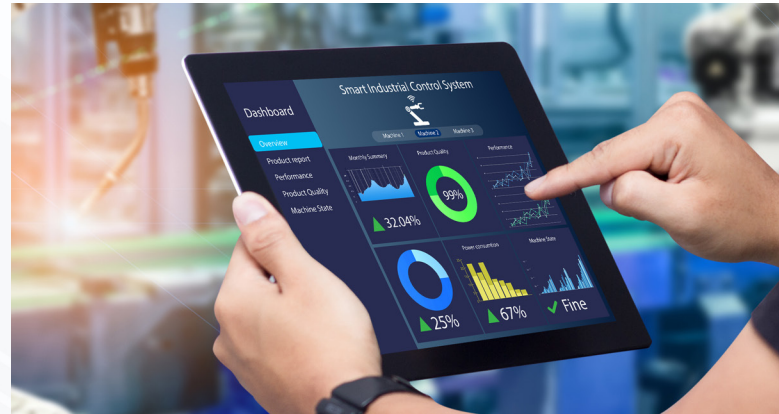 Smart Industrial Control System
Dashboard
Machine 1
Machine 2
Machine 3
Overview
Product report
Performance
Product Quality
Machine State
Monthly Summary
32.04%
Product Quality
99%
Performance
25%
Power consumtion
67%
Machine State
Fine